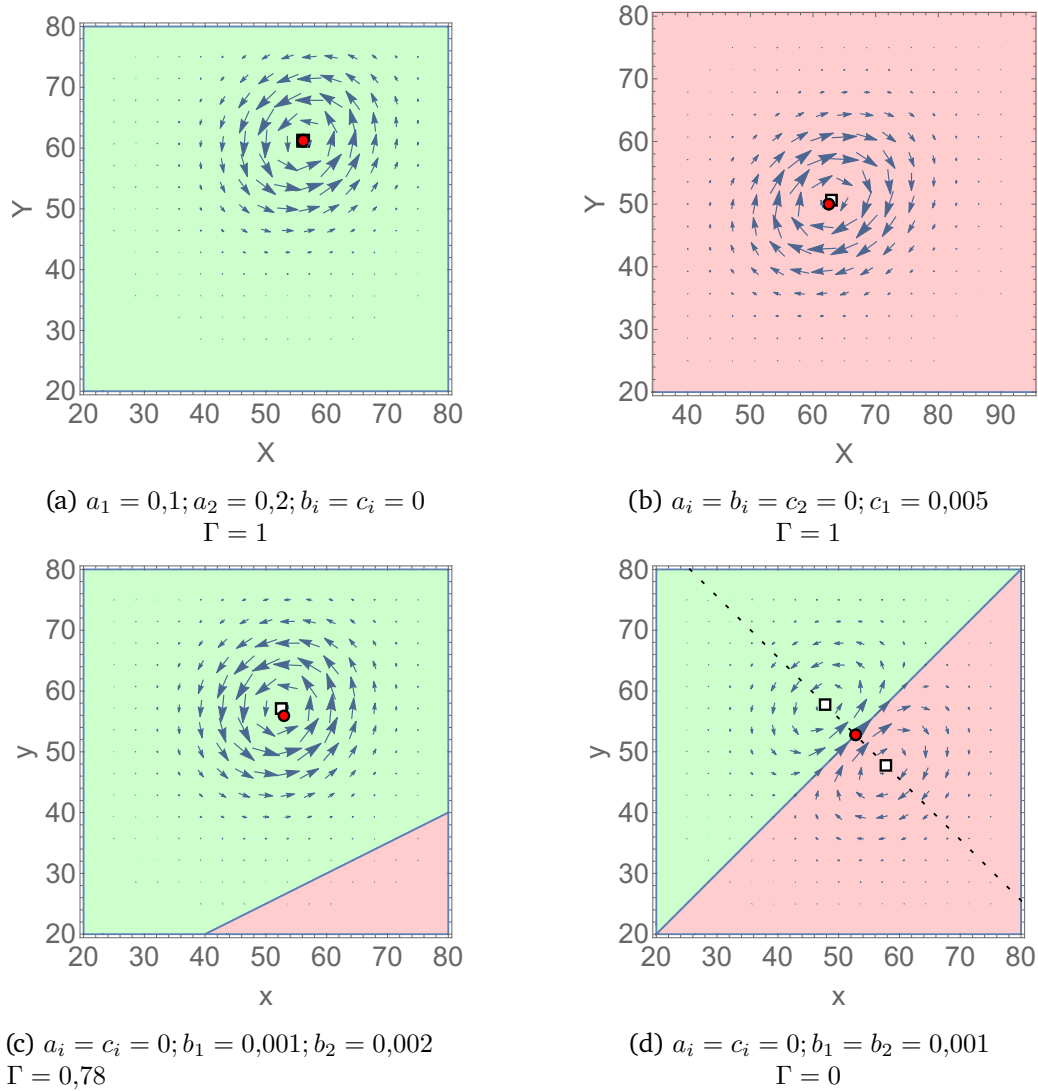 80
70
60
50
40
30
20
Y
20 30 40 50 60 70 80
X
80
70
60
50
40
30
20
Y
40 50 60 70 80 90
X
(a) a₁ = 0,1; a₂ = 0,2; bᵢ = cᵢ = 0
Γ = 1
(b) aᵢ = bᵢ = c₂ = 0; c₁ = 0,005
Γ = 1
80
70
60
50
40
30
20
y
20 30 40 50 60 70 80
x
80
70
60
50
40
30
20
y
20 30 40 50 60 70 80
x
(c) aᵢ = cᵢ = 0; b₁ = 0,001; b₂ = 0,002
Γ = 0,78
(d) aᵢ = cᵢ = 0; b₁ = b₂ = 0,001
Γ = 0